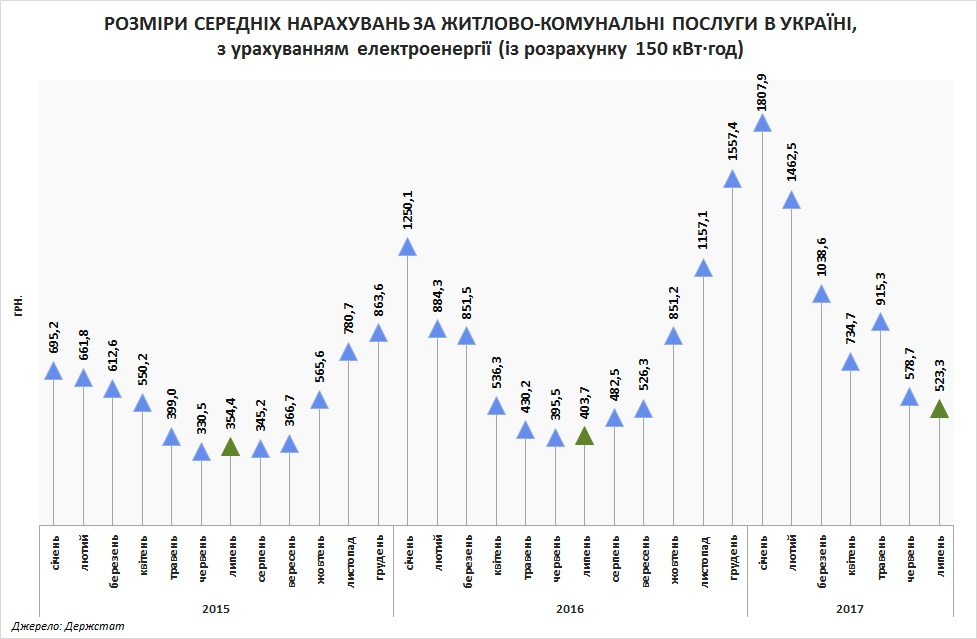 РОЗМІРИ СЕРЕДНІХ НАРАХУВАНЬ ЗА ЖИТЛОВО-КОМУНАЛЬНІ ПОСЛУГИ В УКРАЇНІ,
з урахуванням електроенергії (із розрахунку 150 кВт·год)
ГРН.
695,2
661,8
612,6
550,2
399,0
330,5
354,4
345,2
366,7
565,6
780,7
863,6
1250,1
884,3
851,5
536,3
430,2
395,5
403,7
482,5
526,3
851,2
1157,1
1557,4
1807,9
1462,5
1038,6
734,7
915,3
578,7
523,3
січень
лютий
березень
квітень
травень
червень
липень
серпень
вересень
жовтень
листопад
грудень
січень
лютий
березень
квітень
травень
червень
липень
серпень
вересень
жовтень
листопад
грудень
січень
лютий
березень
квітень
травень
червень
липень
2015
2016
2017
Джерело: Держстат